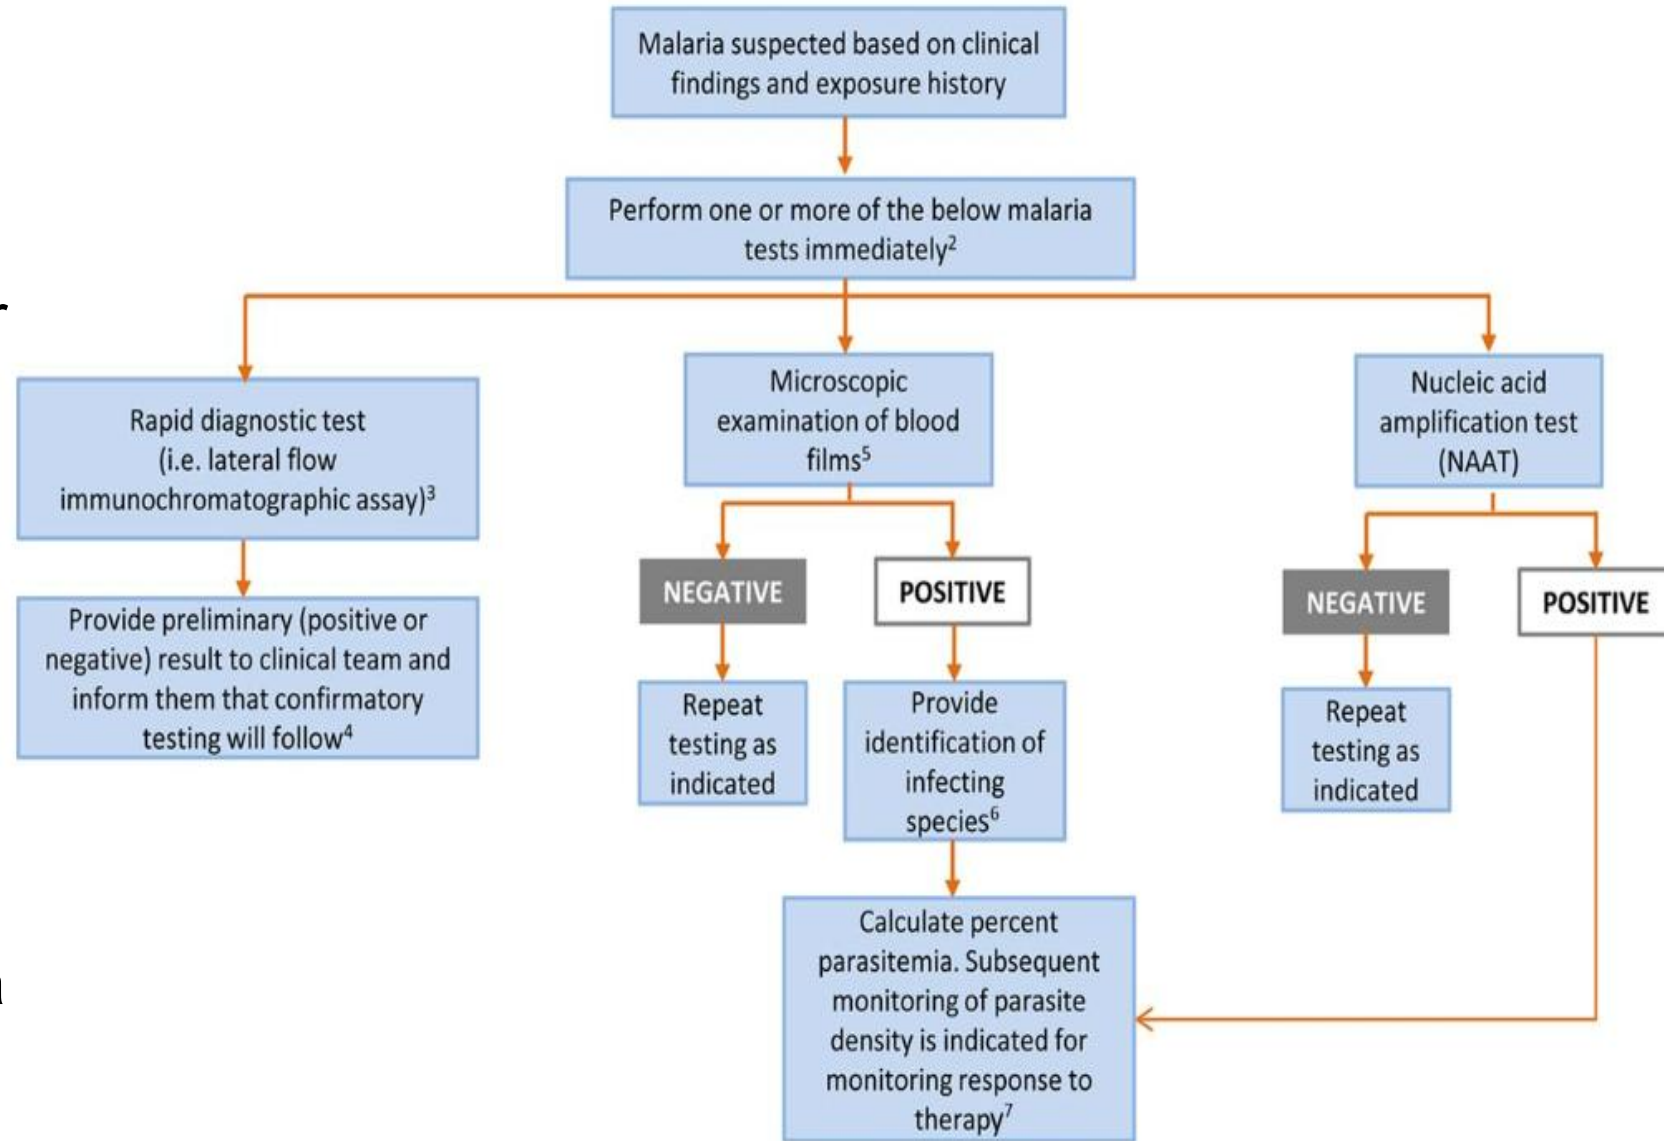 Malaria suspected based on clinical
findings and exposure history
Perform one or more of the below malaria
tests immediately²
Rapid diagnostic test
(i.e. lateral flow
immunochromatographic assay)³
Provide preliminary (positive or
negative) result to clinical team and
inform them that confirmatory
testing will follow⁴
Microscopic
examination of blood
films⁵
NEGATIVE
POSITIVE
Repeat
testing as
indicated
Provide
identification of
infecting
species⁶
Calculate percent
parasitemia. Subsequent
monitoring of parasite
density is indicated for
monitoring response to
therapy⁷
Nucleic acid
amplification test
(NAAT)
NEGATIVE
POSITIVE
Repeat
testing as
indicated